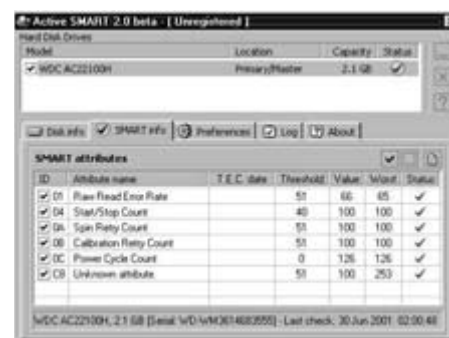 Active SMART 2.0 beta - [ Unregistered ]
Hard Disk Drives
Model Location Capacity Status
WDC AC22100H Primary/Master 2.1 GB
Disk info SMART info Preferences Log About
SMART attributes
ID Attribute name T.E.C. date Threshold Value Worst Status
01 Raw Read Error Rate 51 66 65
04 Start/Stop Count 40 100 100
0A Spin Retry Count 51 100 100
0B Calibration Retry Count 51 100 100
0C Power Cycle Count 0 126 126
C8 Unknown attribute 51 100 253
WDC AC22100H, 2.1 GB [Serial: - Last check: 30 Jun 2001 02:00:48